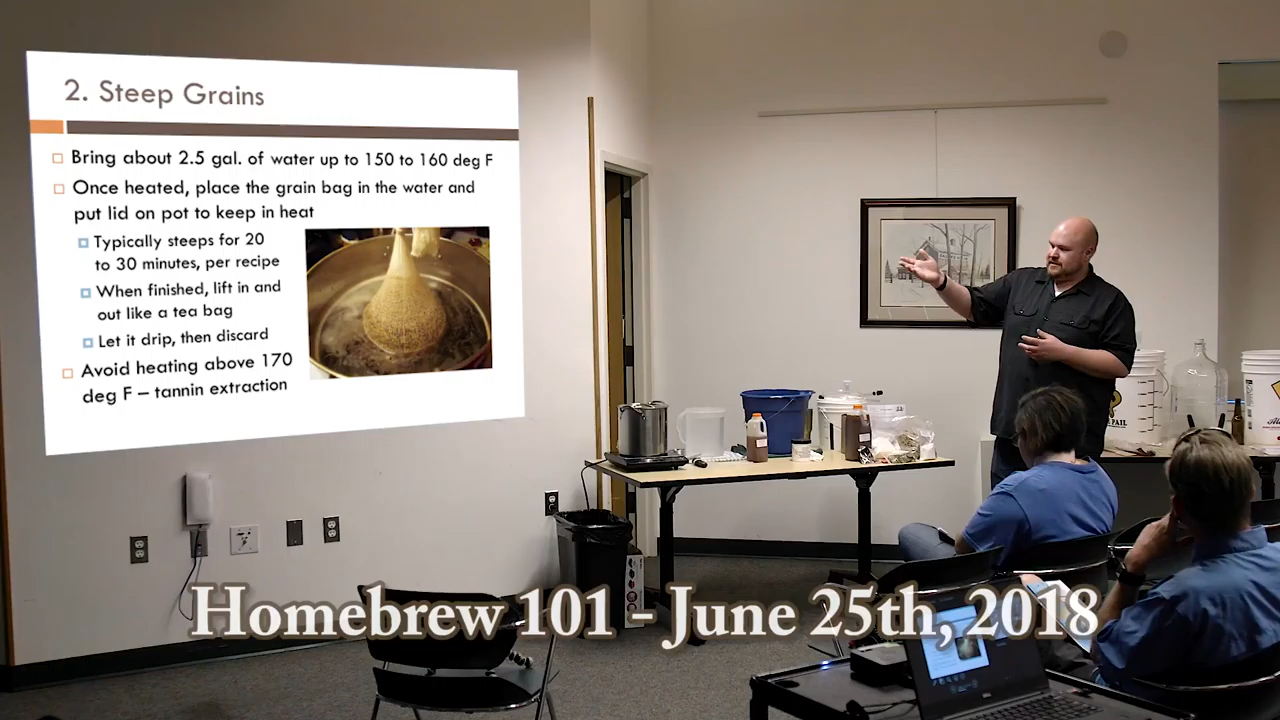 2. Steep Grains
Bring about 2.5 gal. of water up to 150 to 160 deg F
Once heated, place the grain bag in the water and
put lid on pot to keep in heat
Typically steeps for 20
to 30 minutes, per recipe
When finished, lift in and
out like a tea bag
Let it drip, then discard
Avoid heating above 170
deg F – tannin extraction
PAIL
Homebrew 101 - June 25th, 2018